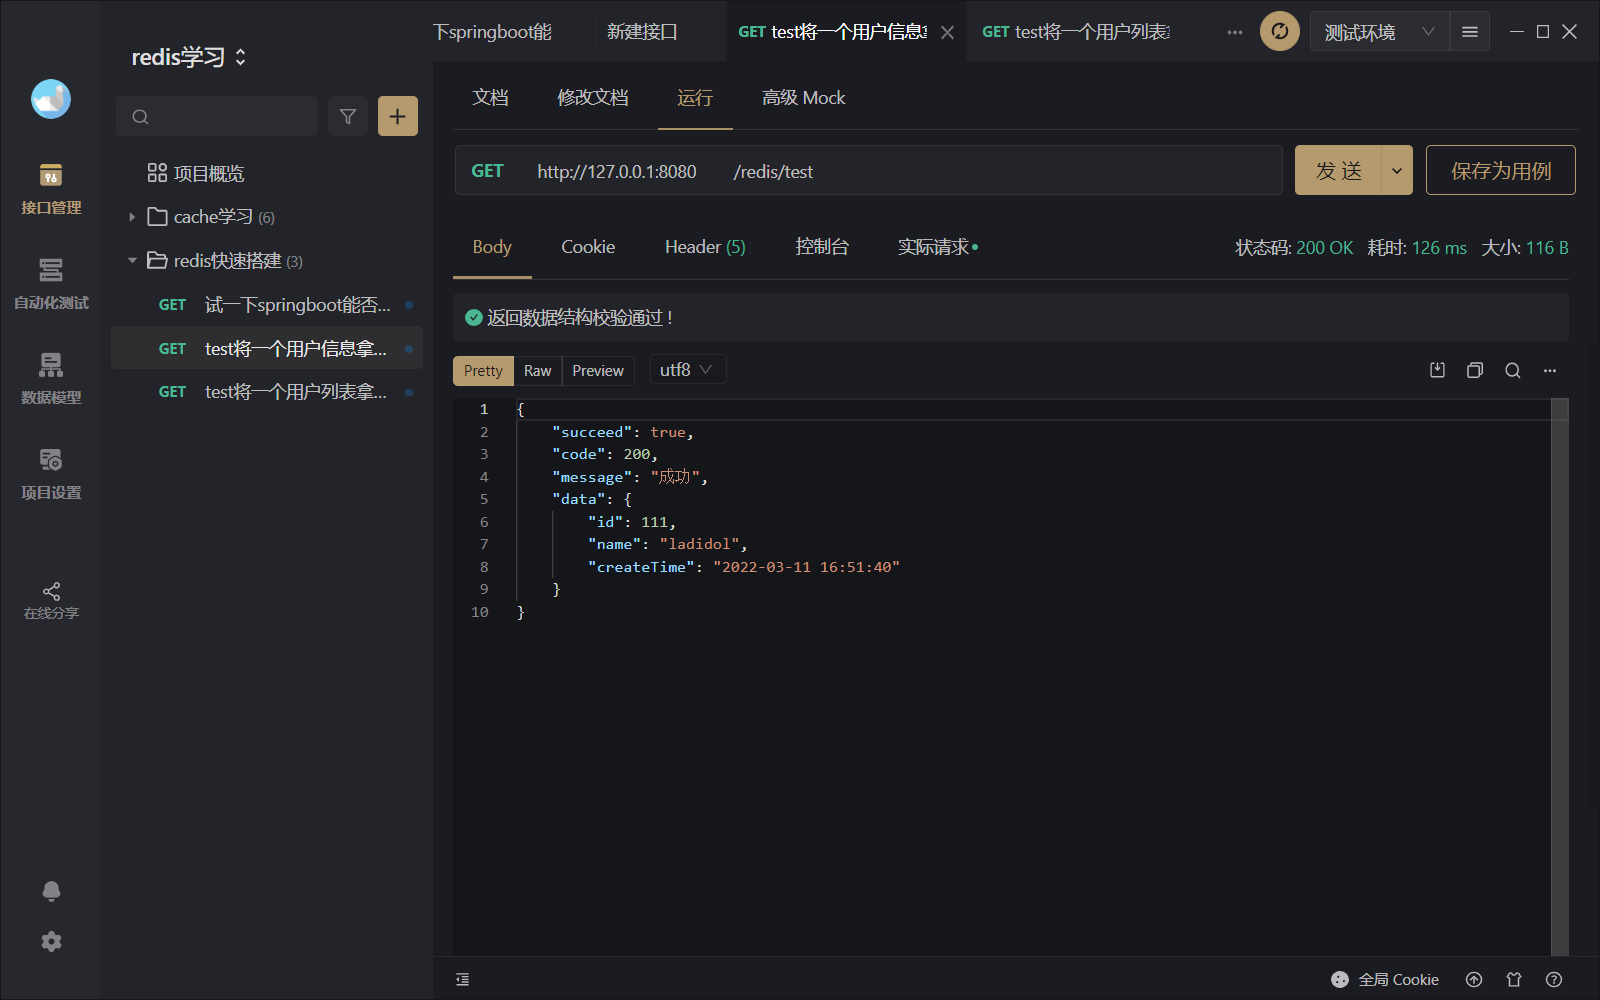 redis学习
下springboot能
新建接口
GET test将一个用户信息
GET test将一个用户列表
测试环境
接口管理
自动化测试
数据模型
项目设置
在线分享
项目概览
cache学习 (6)
redis快速搭建 (3)
GET 试一下springboot能否...
GET test将一个用户信息拿...
GET test将一个用户列表拿...
文档 修改文档 运行 高级 Mock
GET http://127.0.0.1:8080 /redis/test
发 送
保存为用例
Body Cookie Header (5) 控制台 实际请求
状态码: 200 OK 耗时: 126 ms 大小: 116 B
返回数据结构校验通过！
Pretty Raw Preview utf8
1 {
2 "succeed": true,
3 "code": 200,
4 "message": "成功",
5 "data": {
6 "id": 111,
7 "name": "ladidol",
8 "createTime": "2022-03-11 16:51:40"
9 }
10 }
全局 Cookie